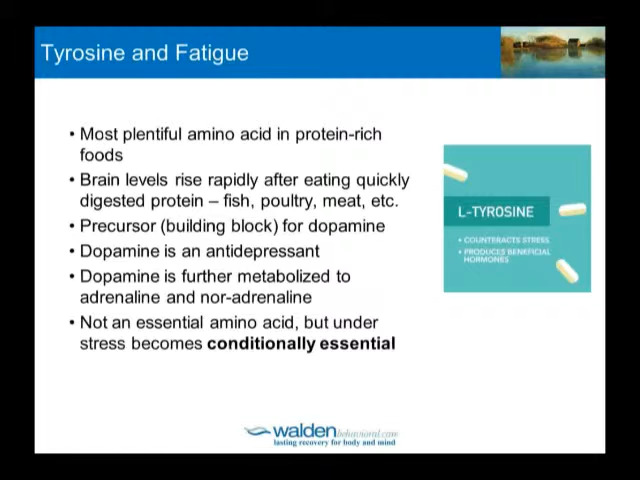 Tyrosine and Fatigue
• Most plentiful amino acid in protein-rich
foods
• Brain levels rise rapidly after eating quickly
digested protein – fish, poultry, meat, etc.
• Precursor (building block) for dopamine
• Dopamine is an antidepressant
• Dopamine is further metabolized to
adrenaline and nor-adrenaline
• Not an essential amino acid, but under
stress becomes conditionally essential
L-TYROSINE
• COUNTERACTS STRESS
• PRODUCES BENEFICIAL
HORMONES
walden behavioral care
lasting recovery for body and mind